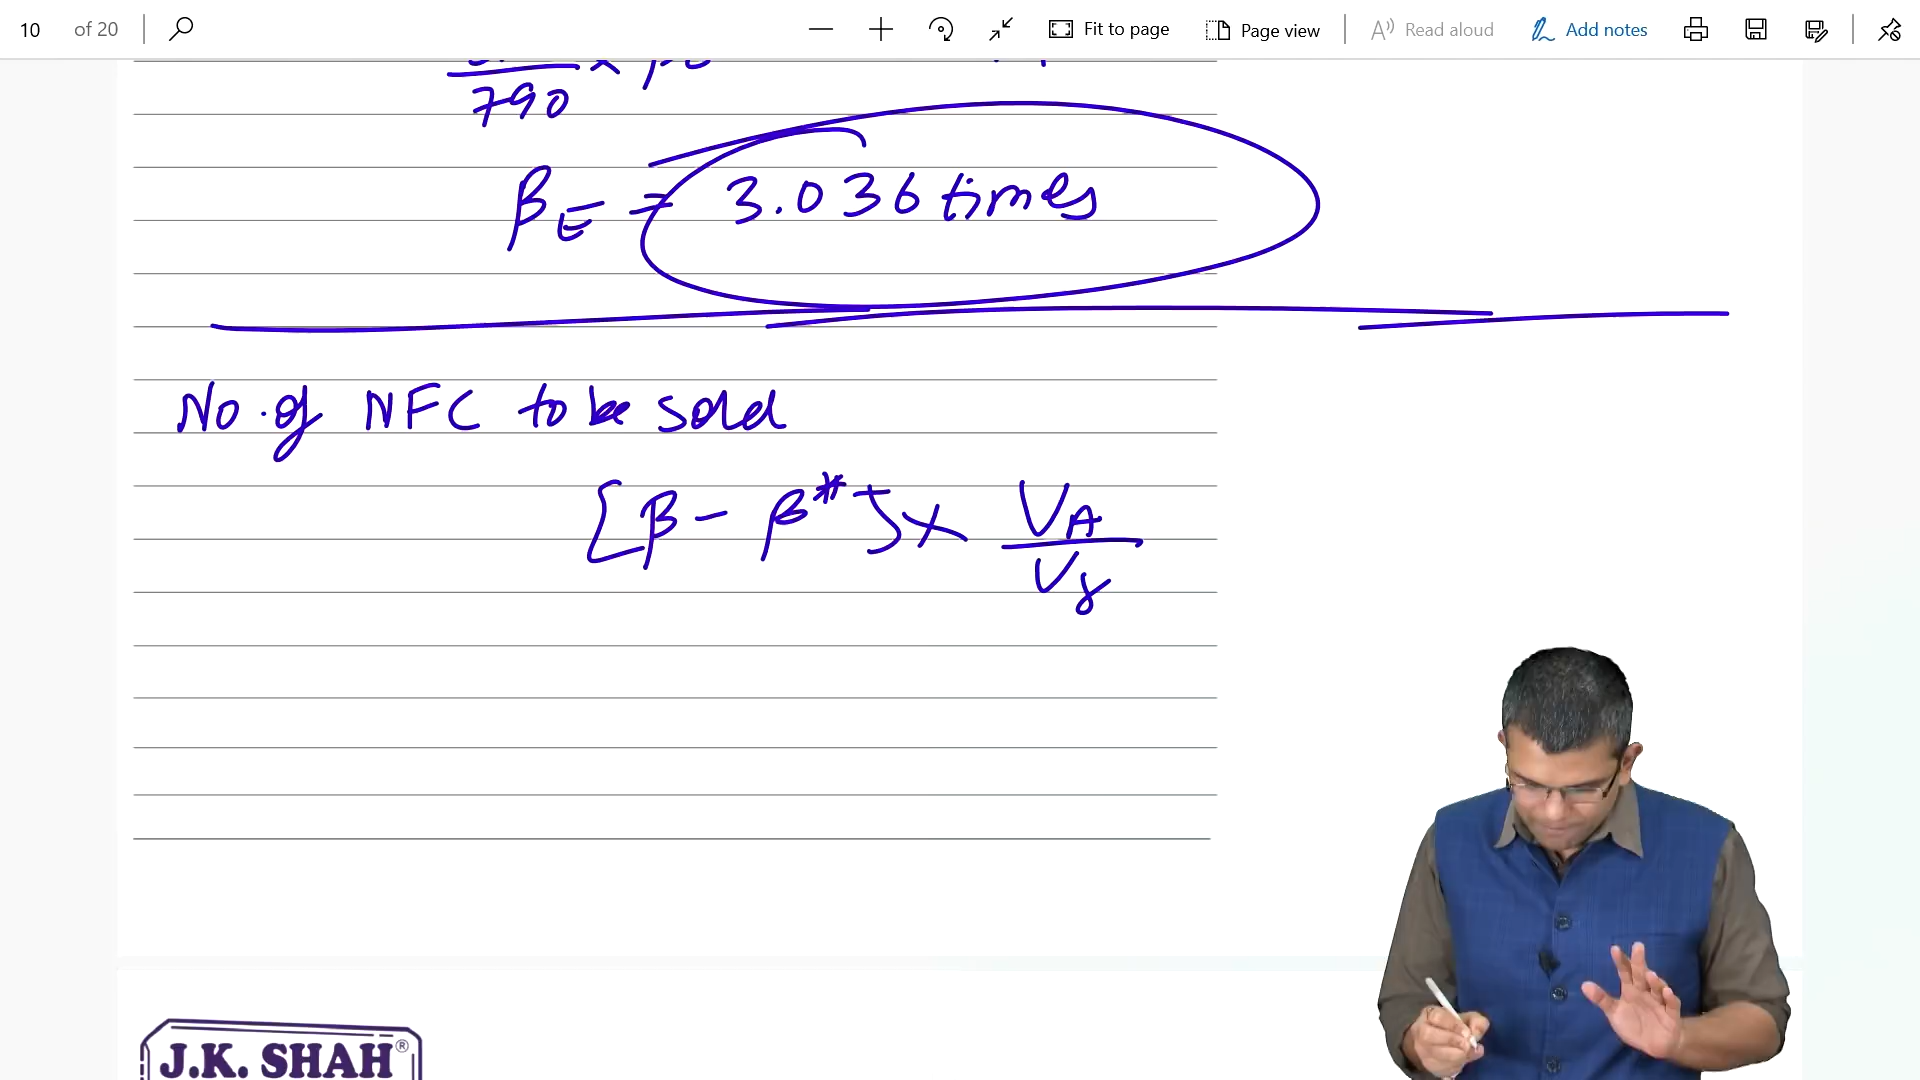 10 of 20 Fit to page Page view Read aloud Add notes
790
βE = 3.036 times
No. of NFC to be sold
[β - β*] × VA
Vγ
J.K. SHAH®